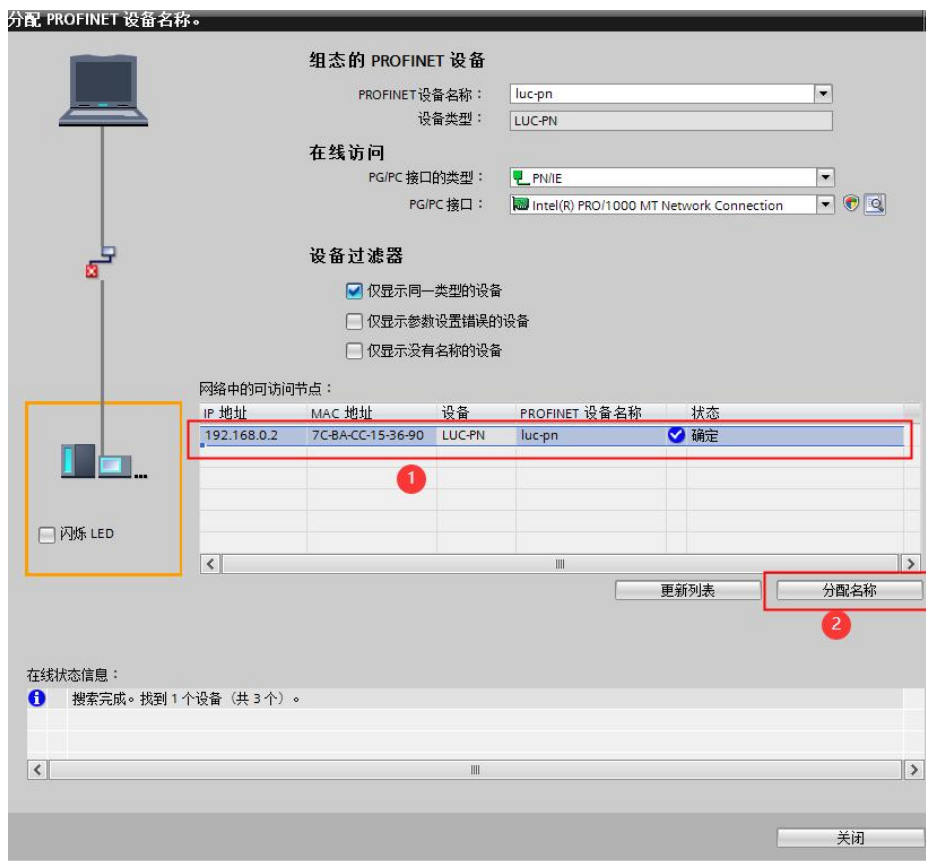 分配 PROFINET 设备名称。
组态的 PROFINET 设备
PROFINET设备名称： luc-pn
设备类型： LUC-PN
在线访问
PG/PC 接口的类型： PN/IE
PG/PC 接口： Intel(R) PRO/1000 MT Network Connection
设备过滤器
仅显示同一类型的设备
仅显示参数设置错误的设备
仅显示没有名称的设备
网络中的可访问节点：
IP 地址 MAC 地址 设备 PROFINET 设备名称 状态
192.168.0.2 7C-BA-CC-15-36-90 LUC-PN luc-pn 确定
1
闪烁 LED
更新列表 分配名称
2
在线状态信息：
搜索完成。找到 1 个设备（共 3 个）。
关闭